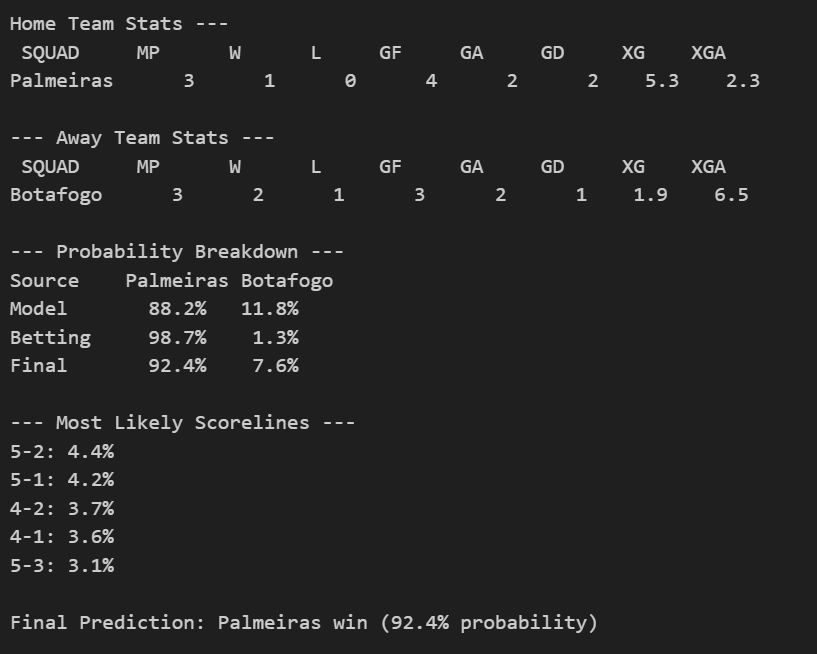 Home Team Stats ---
SQUAD MP W L GF GA GD XG XGA
Palmeiras 3 1 0 4 2 2 5.3 2.3
--- Away Team Stats ---
SQUAD MP W L GF GA GD XG XGA
Botafogo 3 2 1 3 2 1 1.9 6.5
--- Probability Breakdown ---
Source Palmeiras Botafogo
Model 88.2% 11.8%
Betting 98.7% 1.3%
Final 92.4% 7.6%
--- Most Likely Scorelines ---
5-2: 4.4%
5-1: 4.2%
4-2: 3.7%
4-1: 3.6%
5-3: 3.1%
Final Prediction: Palmeiras win (92.4% probability)